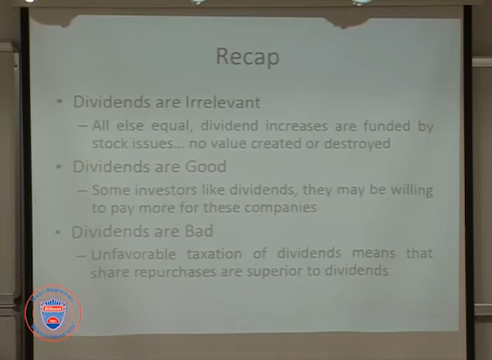 Recap
• Dividends are Irrelevant
– All else equal, dividend increases are funded by
stock issues... no value created or destroyed
• Dividends are Good
– Some investors like dividends, they may be willing
to pay more for these companies
• Dividends are Bad
– Unfavorable taxation of dividends means that
share repurchases are superior to dividends